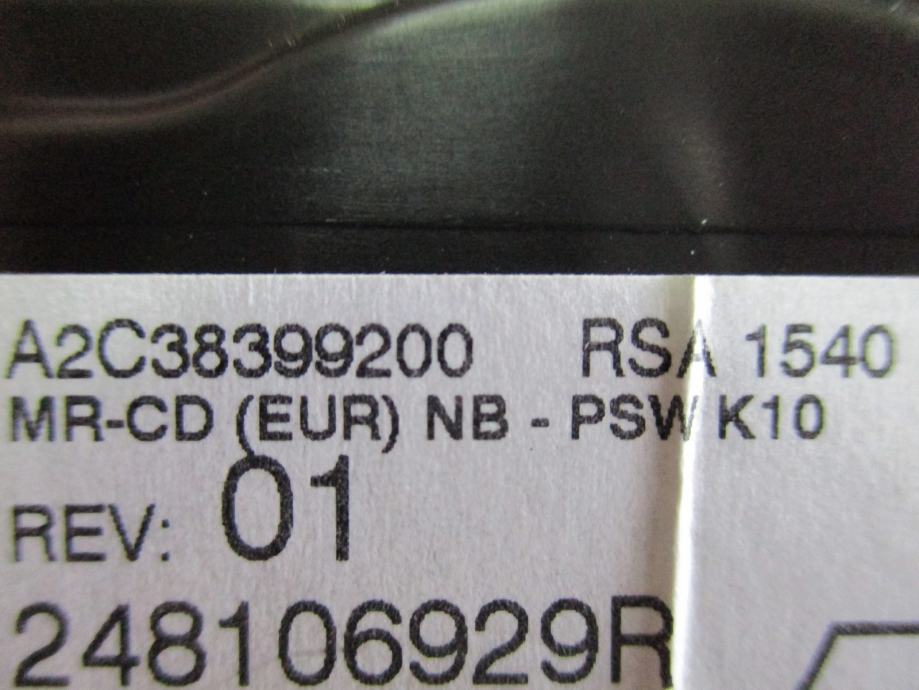 A2C38399200 RSA 1540
MR-CD (EUR) NB - PSW K10
REV: 01
248106929R